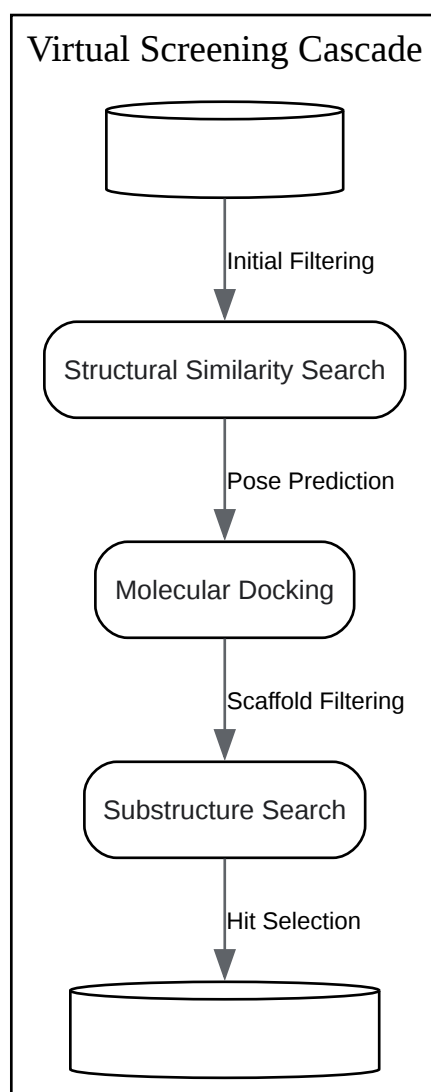 Virtual Screening Cascade
Initial Filtering
Structural Similarity Search
Pose Prediction
Molecular Docking
Scaffold Filtering
Substructure Search
Hit Selection